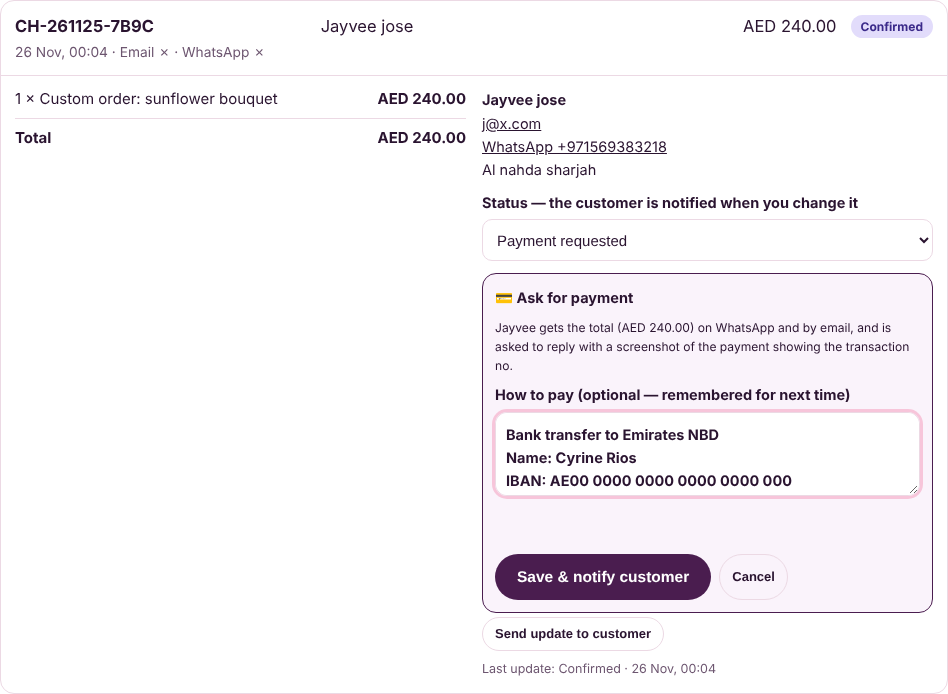 CH-261125-7B9C
Jayvee jose
AED 240.00
Confirmed
26 Nov, 00:04 · Email × · WhatsApp ×
1 × Custom order: sunflower bouquet AED 240.00
Total AED 240.00
Jayvee jose
j@x.com
WhatsApp +971569383218
Al nahda sharjah
Status — the customer is notified when you change it
Payment requested
💳 Ask for payment
Jayvee gets the total (AED 240.00) on WhatsApp and by email, and is
asked to reply with a screenshot of the payment showing the transaction
no.
How to pay (optional — remembered for next time)
Bank transfer to Emirates NBD
Name: Cyrine Rios
IBAN: AE00 0000 0000 0000 0000 000
Save & notify customer
Cancel
Send update to customer
Last update: Confirmed · 26 Nov, 00:04